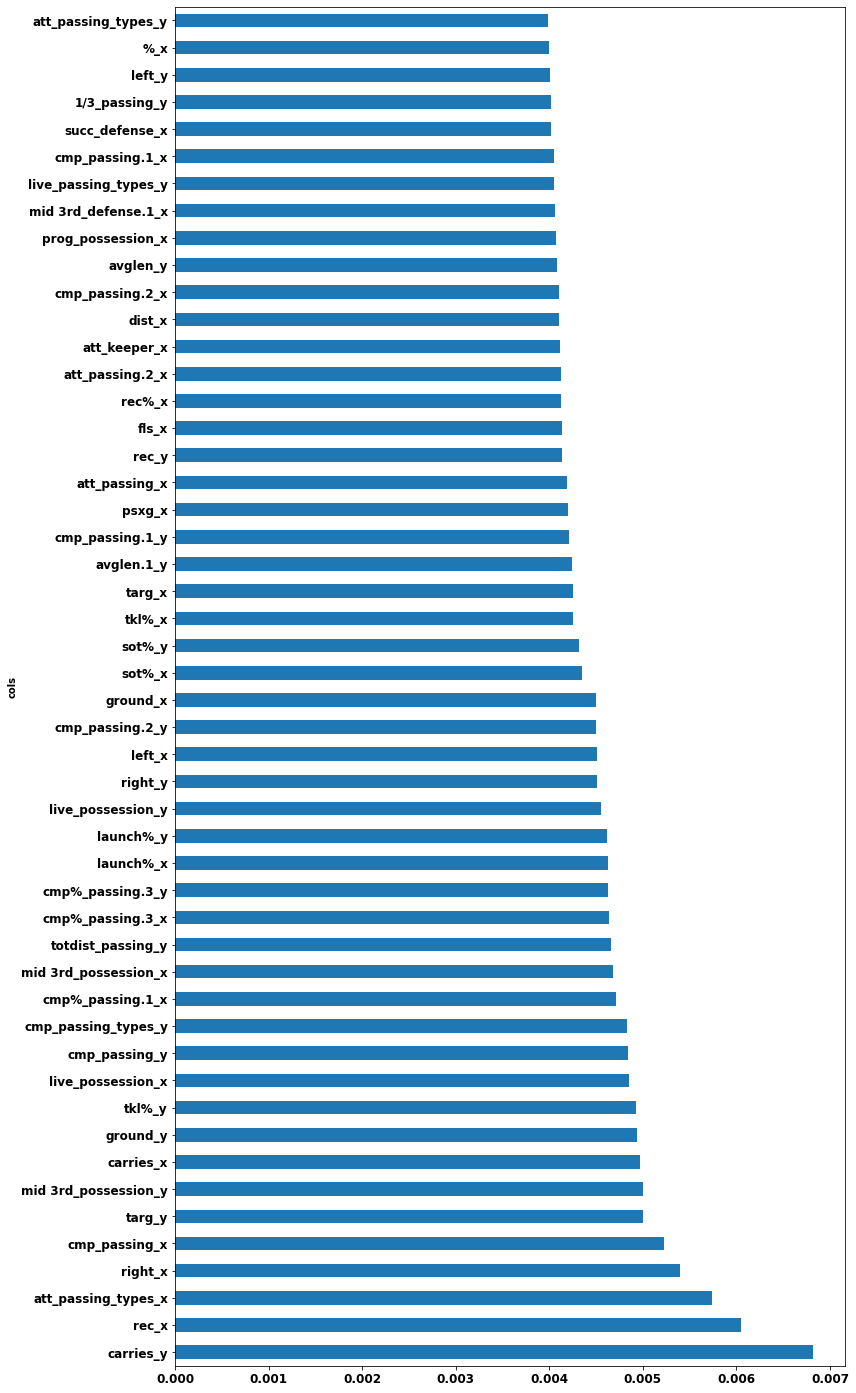 att_passing_types_y
%_x
left_y
1/3_passing_y
succ_defense_x
cmp_passing.1_x
live_passing_types_y
mid 3rd_defense.1_x
prog_possession_x
avglen_y
cmp_passing.2_x
dist_x
att_keeper_x
att_passing.2_x
rec%_x
fls_x
rec_y
att_passing_x
psxg_x
cmp_passing.1_y
avglen.1_y
targ_x
tkl%_x
sot%_y
sot%_x
ground_x
cmp_passing.2_y
left_x
right_y
live_possession_y
launch%_y
launch%_x
cmp%_passing.3_y
cmp%_passing.3_x
totdist_passing_y
mid 3rd_possession_x
cmp%_passing.1_x
cmp_passing_types_y
cmp_passing_y
live_possession_x
tkl%_y
ground_y
carries_x
mid 3rd_possession_y
targ_y
cmp_passing_x
right_x
att_passing_types_x
rec_x
carries_y
cols
0.000 0.001 0.002 0.003 0.004 0.005 0.006 0.007